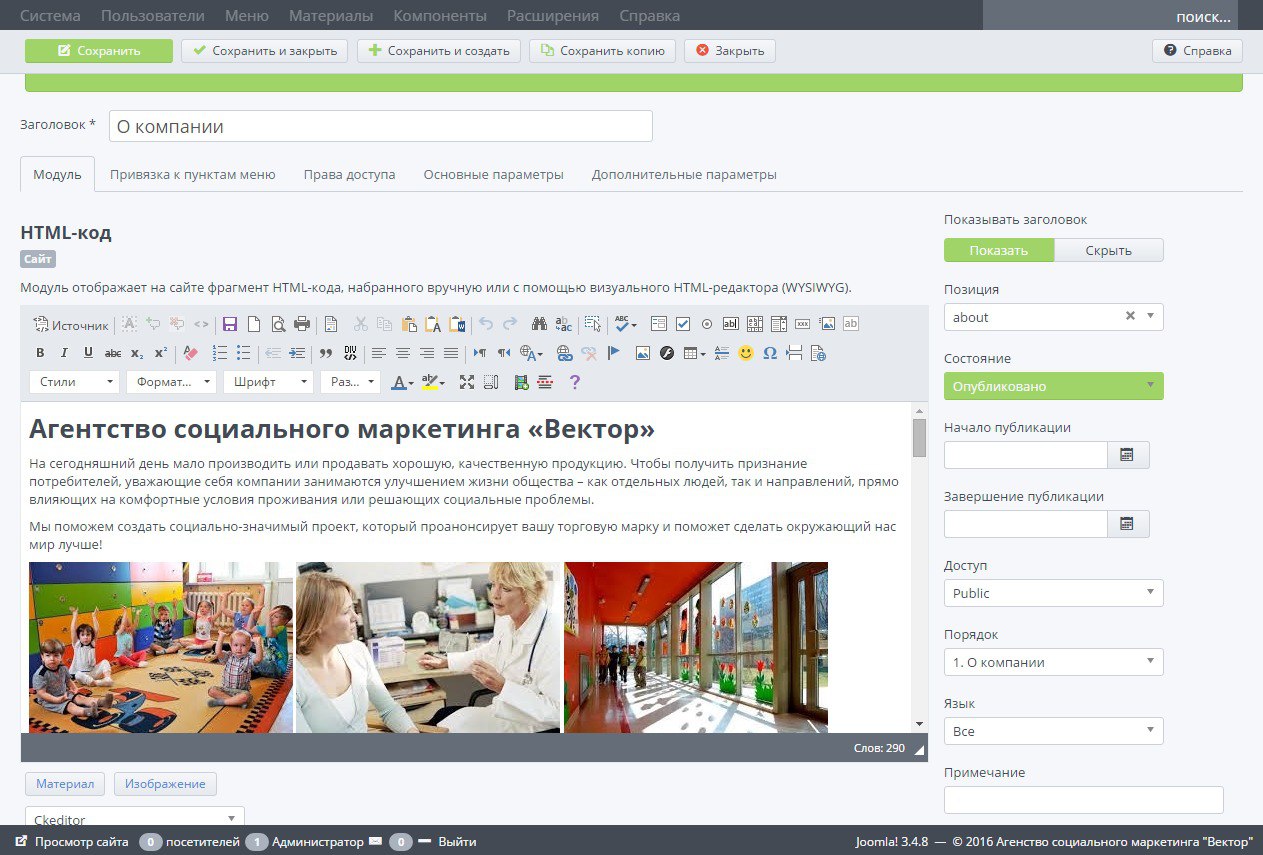 Система Пользователи Меню Материалы Компоненты Расширения Справка поиск...
Сохранить Сохранить и закрыть Сохранить и создать Сохранить копию Закрыть Справка
Заголовок * О компании
Модуль Привязка к пунктам меню Права доступа Основные параметры Дополнительные параметры
HTML-код
Сайт
Модуль отображает на сайте фрагмент HTML-кода, набранного вручную или с помощью визуального HTML-редактора (WYSIWYG).
Источник
Стили Формат... Шрифт Раз...
Агентство социального маркетинга «Вектор»
На сегодняшний день мало производить или продавать хорошую, качественную продукцию. Чтобы получить признание
потребителей, уважающие себя компании занимаются улучшением жизни общества – как отдельных людей, так и направлений, прямо
влияющих на комфортные условия проживания или решающих социальные проблемы.
Мы поможем создать социально-значимый проект, который проанонсирует вашу торговую марку и поможет сделать окружающий нас
мир лучше!
Слов: 290
Материал Изображение
Ckeditor
Показывать заголовок
Показать Скрыть
Позиция
about
Состояние
Опубликовано
Начало публикации
Завершение публикации
Доступ
Public
Порядок
1. О компании
Язык
Все
Примечание
Просмотр сайта 0 посетителей 1 Администратор 0 Выйти Joomla! 3.4.8 — © 2016 Агенство социального маркетинга "Вектор"